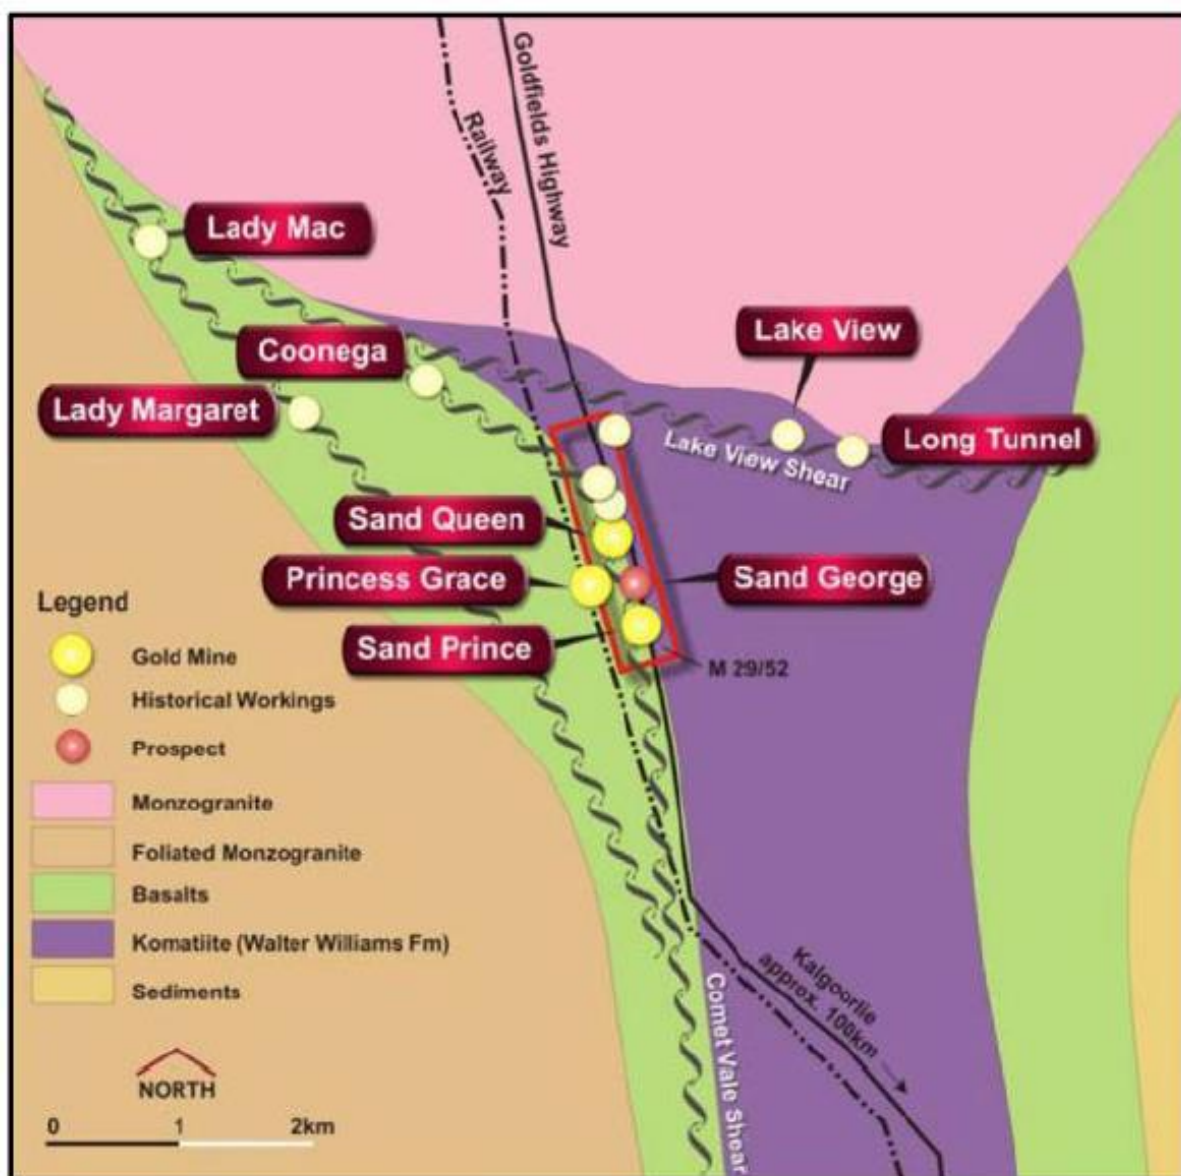 Goldfields Highway
Railway
Lady Mac
Lake View
Coonega
Lady Margaret
Long Tunnel
Lake View Shear
Sand Queen
Princess Grace
Sand George
Sand Prince
M 29/52
Legend
Gold Mine
Historical Workings
Prospect
Monzogranite
Foliated Monzogranite
Basalts
Komatiite (Walter Williams Fm)
Sediments
Kalgoorlie
approx. 100km
Comet Vale Shear
NORTH
0 1 2km